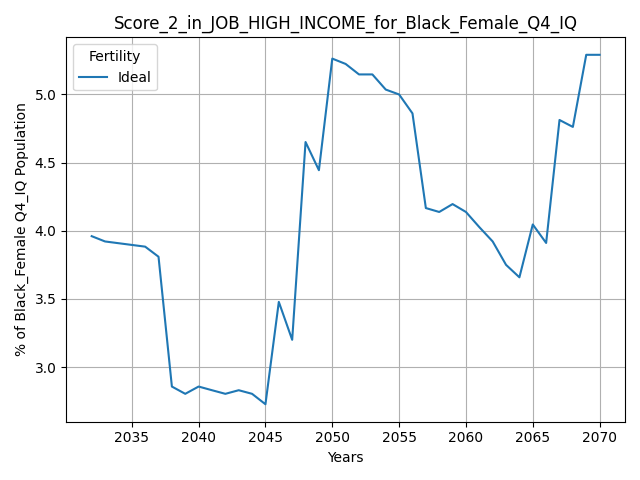 Score_2_in_JOB_HIGH_INCOME_for_Black_Female_Q4_IQ
Fertility
Ideal
% of Black_Female Q4_IQ Population
5.0
4.5
4.0
3.5
3.0
2035 2040 2045 2050 2055 2060 2065 2070
Years